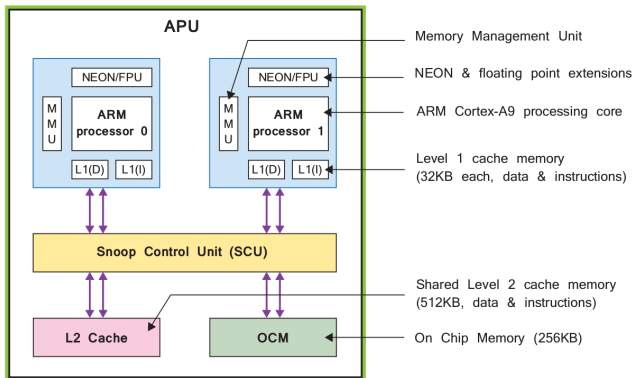 APU
NEON/FPU
M
M
U
ARM
processor 0
L1(D)
L1(I)
NEON/FPU
M
M
U
ARM
processor 1
L1(D)
L1(I)
Snoop Control Unit (SCU)
L2 Cache
OCM
Memory Management Unit
NEON & floating point extensions
ARM Cortex-A9 processing core
Level 1 cache memory
(32KB each, data & instructions)
Shared Level 2 cache memory
(512KB, data & instructions)
On Chip Memory (256KB)